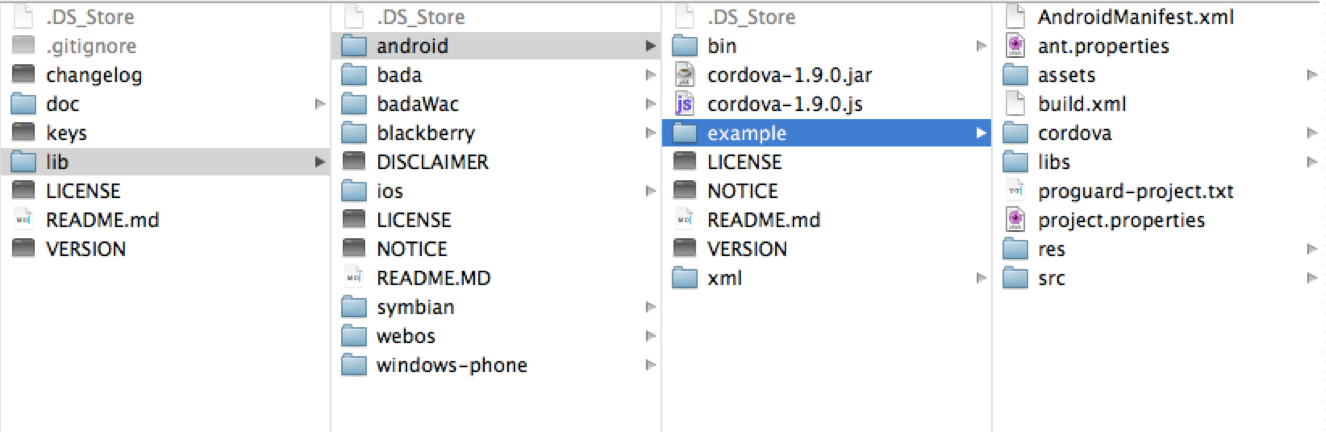 .DS_Store
.gitignore
changelog
doc
keys
lib
LICENSE
README.md
VERSION
.DS_Store
android
bada
badaWac
blackberry
DISCLAIMER
ios
LICENSE
NOTICE
README.MD
symbian
webos
windows-phone
.DS_Store
bin
cordova-1.9.0.jar
cordova-1.9.0.js
example
LICENSE
NOTICE
README.md
VERSION
xml
AndroidManifest.xml
ant.properties
assets
build.xml
cordova
libs
proguard-project.txt
project.properties
res
src